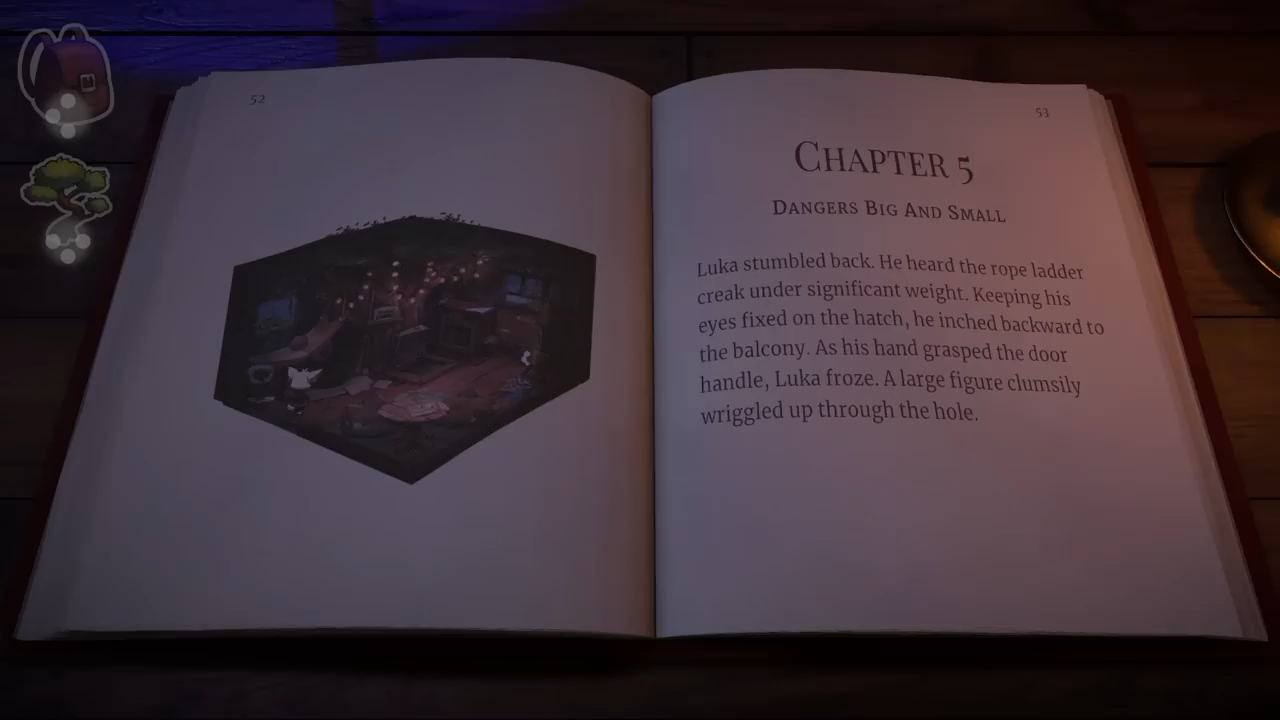 52
53
Chapter 5
Dangers Big And Small
Luka stumbled back. He heard the rope ladder
creak under significant weight. Keeping his
eyes fixed on the hatch, he inched backward to
the balcony. As his hand grasped the door
handle, Luka froze. A large figure clumsily
wriggled up through the hole.